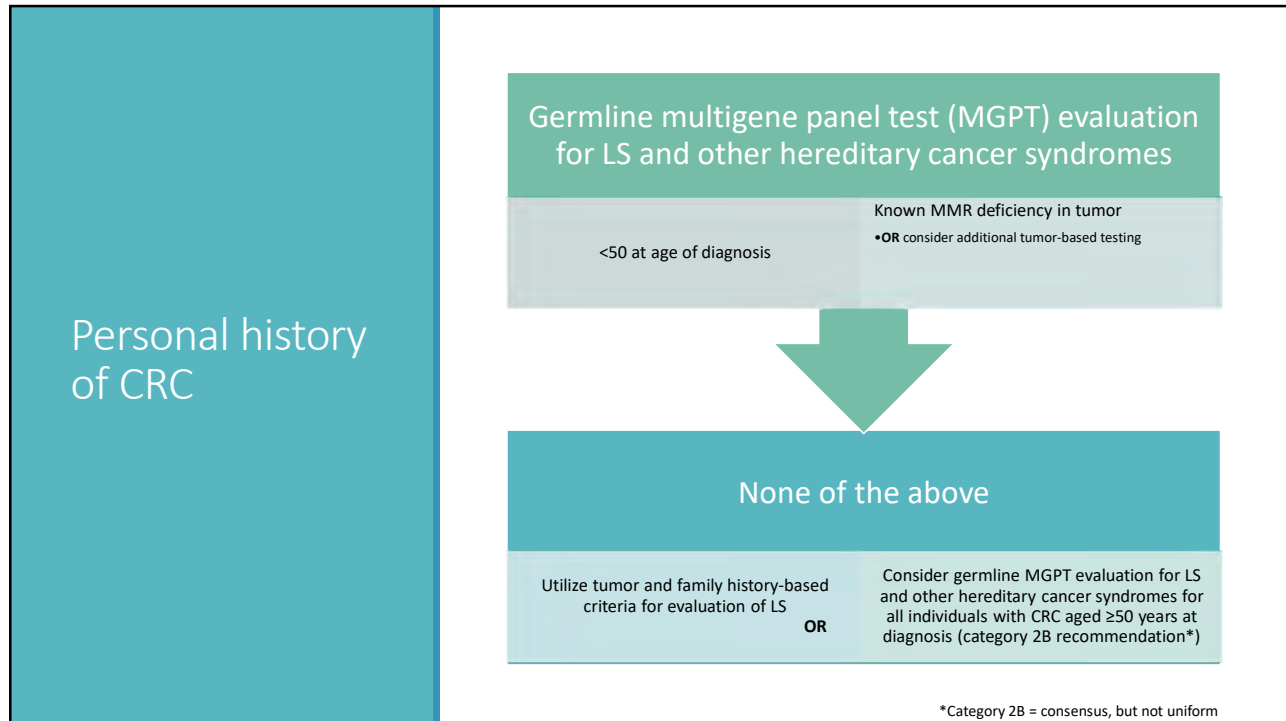 Personal history
of CRC
Germline multigene panel test (MGPT) evaluation
for LS and other hereditary cancer syndromes
<50 at age of diagnosis
Known MMR deficiency in tumor
•OR consider additional tumor-based testing
None of the above
Utilize tumor and family history-based
criteria for evaluation of LS
OR
Consider germline MGPT evaluation for LS
and other hereditary cancer syndromes for
all individuals with CRC aged ≥50 years at
diagnosis (category 2B recommendation*)
*Category 2B = consensus, but not uniform